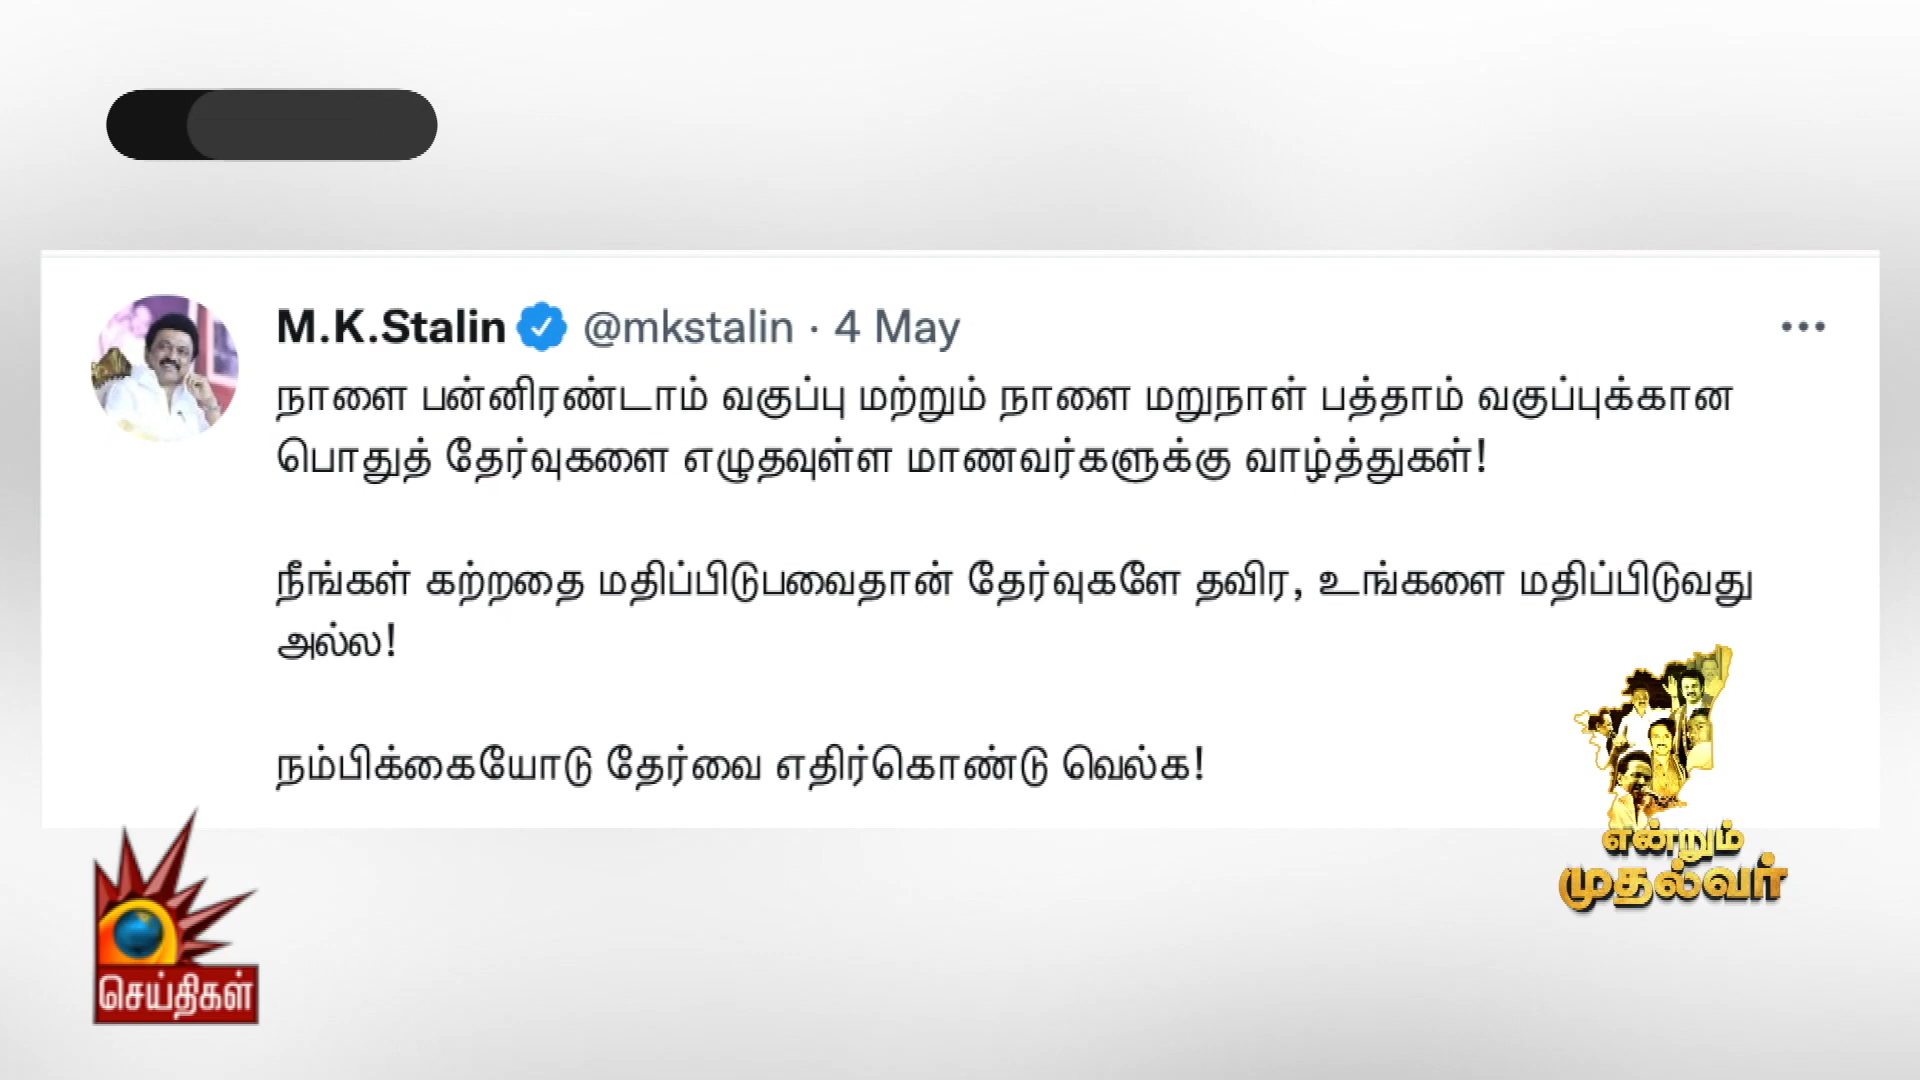 M.K.Stalin @mkstalin · 4 May
நாளை பன்னிரண்டாம் வகுப்பு மற்றும் நாளை மறுநாள் பத்தாம் வகுப்புக்கான
பொதுத் தேர்வுகளை எழுதவுள்ள மாணவர்களுக்கு வாழ்த்துகள்!
நீங்கள் கற்றதை மதிப்பிடுபவைதான் தேர்வுகளே தவிர, உங்களை மதிப்பிடுவது
அல்ல!
நம்பிக்கையோடு தேர்வை எதிர்கொண்டு வெல்க!
என்றும்
முதல்வர்
செய்திகள்